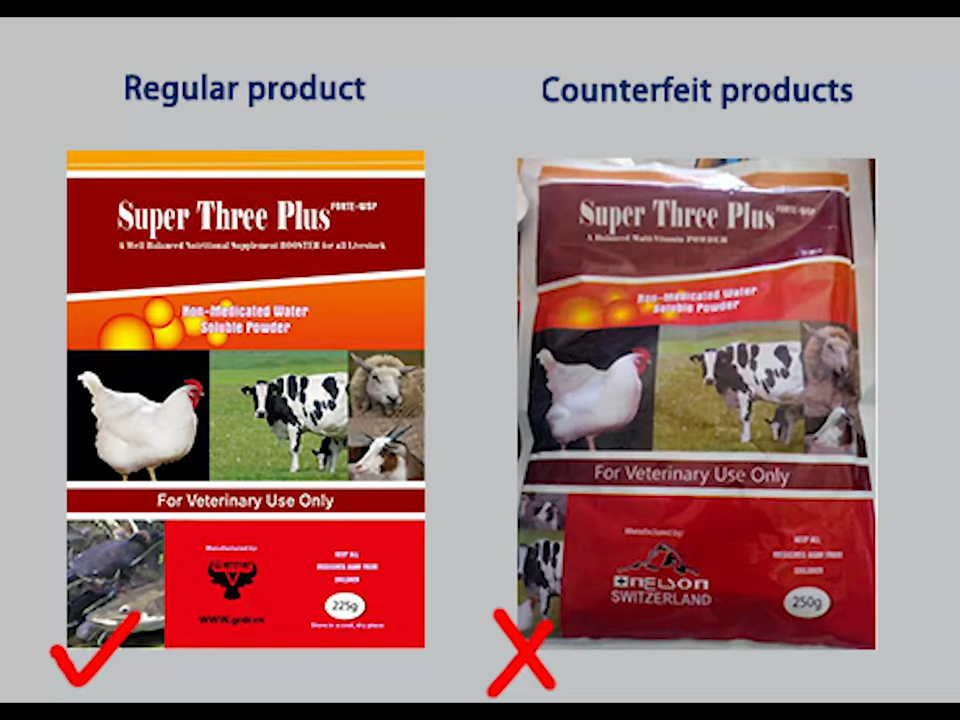 Regular product
Counterfeit products
Super Three Plus FORTE-WSP
A Well Balanced Nutritional Supplement BOOSTER for all Livestock
Non-Medicated Water
Soluble Powder
For Veterinary Use Only
Manufactured by:
KEEP ALL
MEDICINES AWAY FROM
CHILDREN
225g
Store in a cool, dry place
Super Three Plus FORTE-WSP
A Balanced Multi-Vitamin POWDER
Non-Medicated Water
Soluble Powder
For Veterinary Use Only
Manufactured by:
NELSON
SWITZERLAND
KEEP ALL
MEDICINES AWAY FROM
CHILDREN
250g